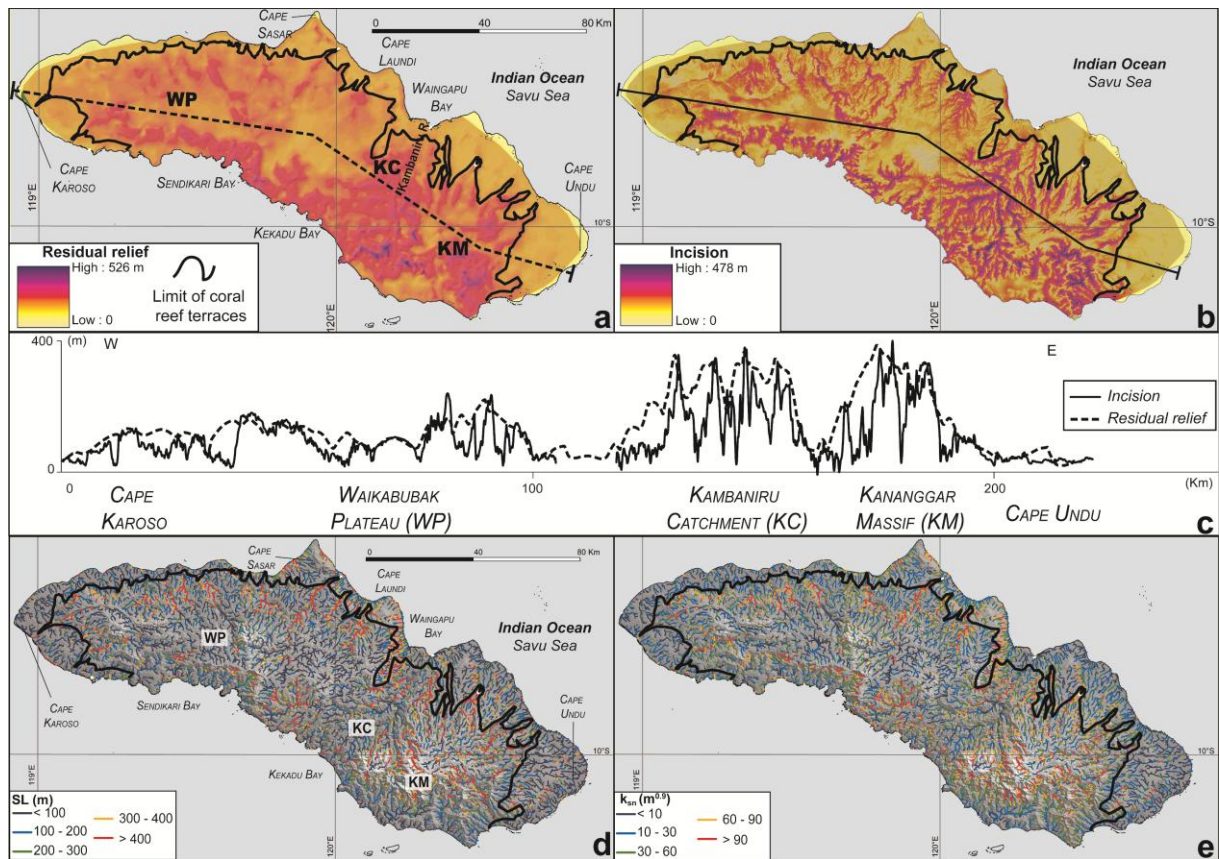 CAPE
SASAR
0 40 80 Km
CAPE
LAUNDI
WAINGAPU
BAY
Indian Ocean
Savu Sea
WP
KC
Kambaniru R.
KM
CAPE
KAROSO
SENDIKARI BAY
KEKADU BAY
CAPE
UNDU
119°E
120°E
10°S
Residual relief
High : 526 m
Low : 0
Limit of coral
reef terraces
a
Indian Ocean
Savu Sea
119°E
120°E
10°S
Incision
High : 478 m
Low : 0
b
400
(m)
W
E
Incision
Residual relief
0
0 100 200
(Km)
CAPE
KAROSO
WAIKABUBAK
PLATEAU (WP)
KAMBANIRU
CATCHMENT (KC)
KANANGGAR
MASSIF (KM)
CAPE UNDU
c
CAPE
SASAR
0 40 80 Km
CAPE
LAUNDI
WAINGAPU
BAY
Indian Ocean
Savu Sea
WP
KC
KM
CAPE
KAROSO
SENDIKARI BAY
KEKADU BAY
CAPE
UNDU
119°E
120°E
10°S
SL (m)
< 100
100 - 200
200 - 300
300 - 400
> 400
d
Indian Ocean
Savu Sea
119°E
120°E
10°S
ksn (m0.9)
< 10
10 - 30
30 - 60
60 - 90
> 90
e